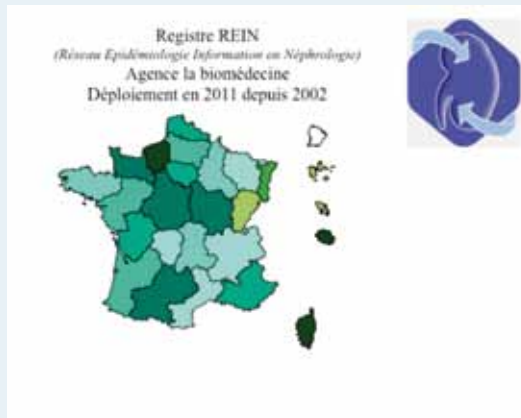 Registre REIN
(Réseau Epidémiologie Information en Néphrologie)
Agence la biomédecine
Déploiement en 2011 depuis 2002